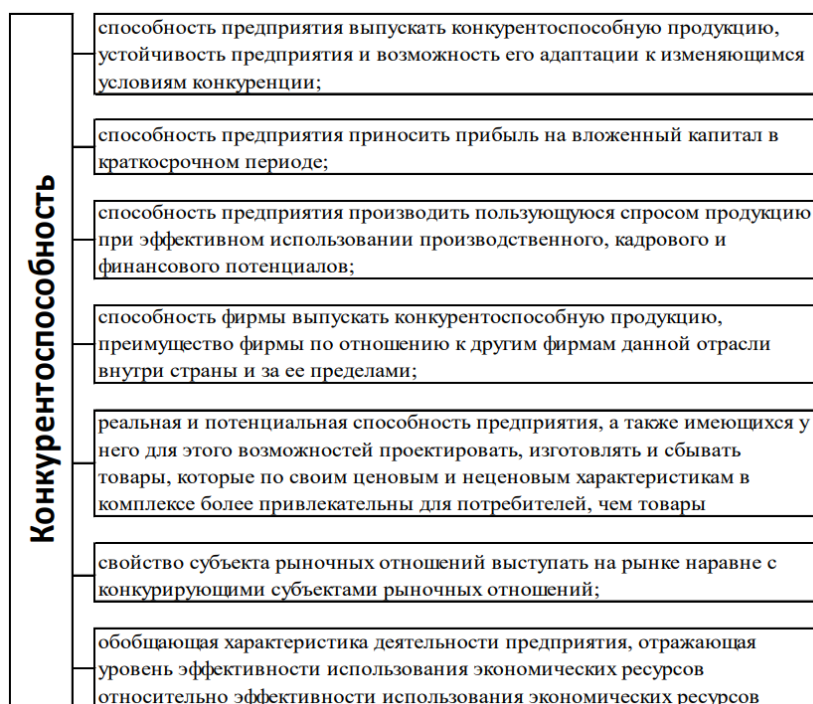 Конкурентоспособность
способность предприятия выпускать конкурентоспособную продукцию,
устойчивость предприятия и возможность его адаптации к изменяющимся
условиям конкуренции;
способность предприятия приносить прибыль на вложенный капитал в
краткосрочном периоде;
способность предприятия производить пользующуюся спросом продукцию
при эффективном использовании производственного, кадрового и
финансового потенциалов;
способность фирмы выпускать конкурентоспособную продукцию,
преимущество фирмы по отношению к другим фирмам данной отрасли
внутри страны и за ее пределами;
реальная и потенциальная способность предприятия, а также имеющихся у
него для этого возможностей проектировать, изготовлять и сбывать
товары, которые по своим ценовым и неценовым характеристикам в
комплексе более привлекательны для потребителей, чем товары
свойство субъекта рыночных отношений выступать на рынке наравне с
конкурирующими субъектами рыночных отношений;
обобщающая характеристика деятельности предприятия, отражающая
уровень эффективности использования экономических ресурсов
относительно эффективности использования экономических ресурсов